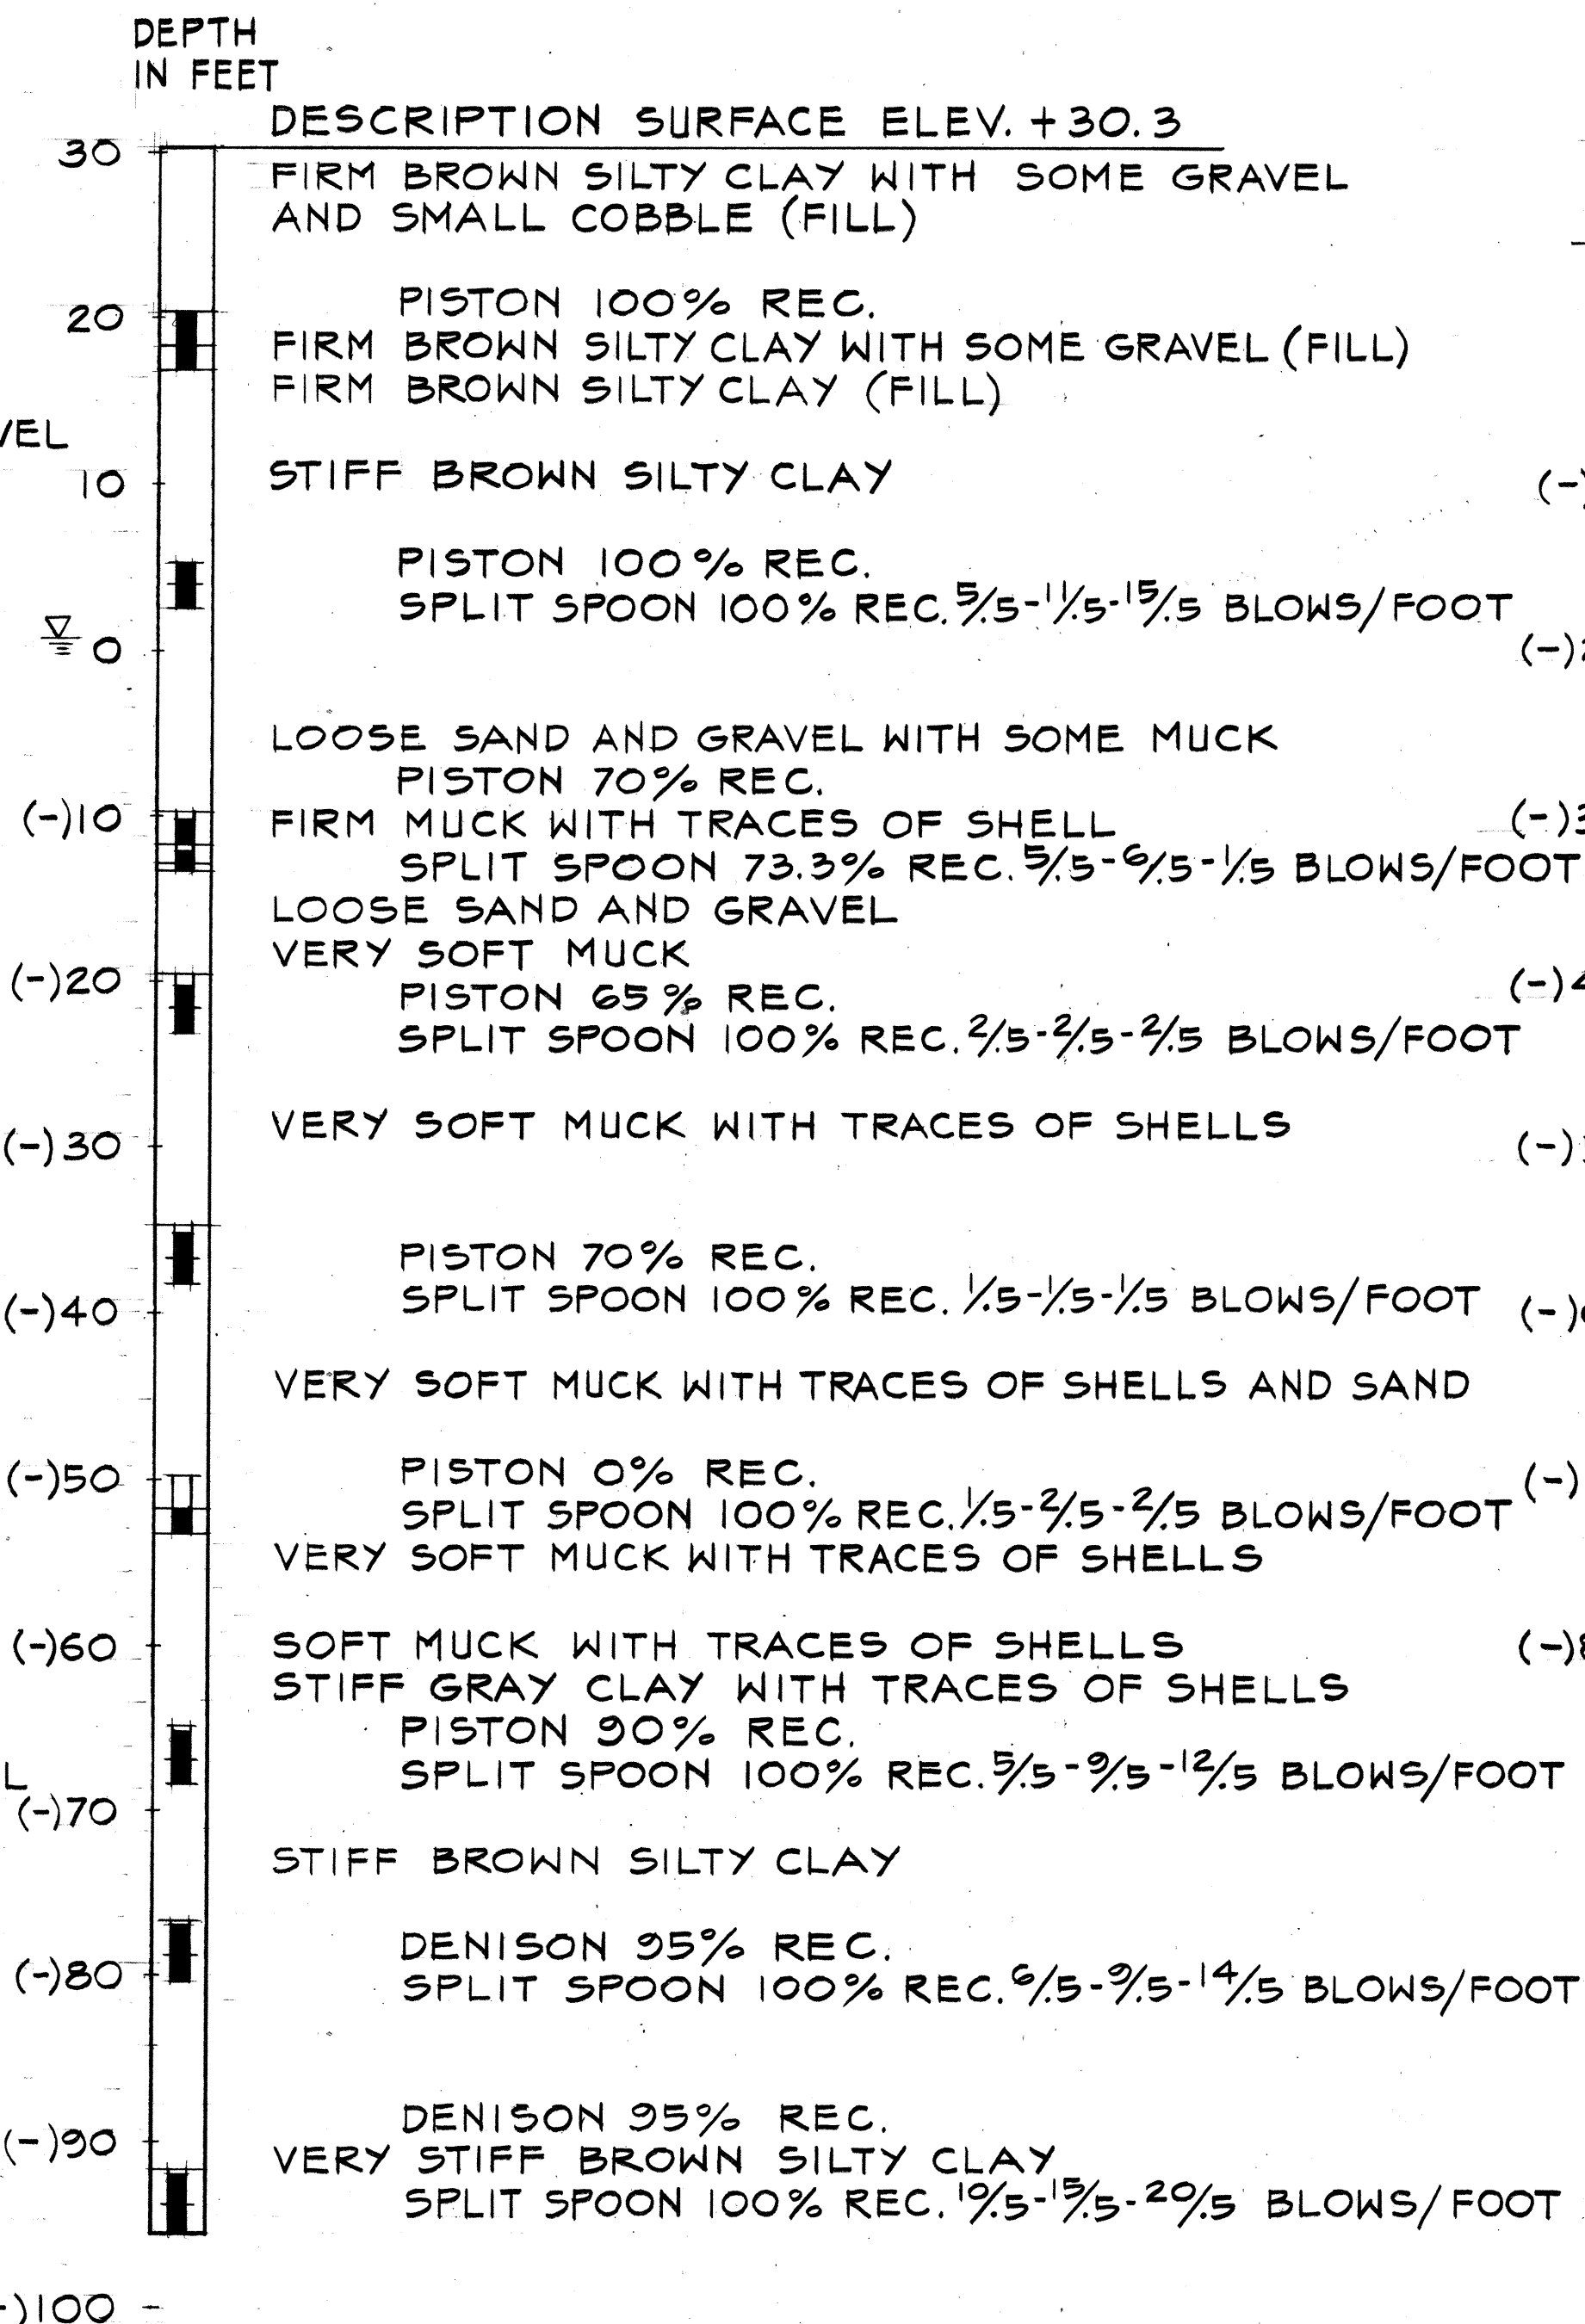 DEPTH
IN FEET
DESCRIPTION SURFACE ELEV. +30.3
30
FIRM BROWN SILTY CLAY WITH SOME GRAVEL
AND SMALL COBBLE (FILL)
PISTON 100% REC.
20
FIRM BROWN SILTY CLAY WITH SOME GRAVEL (FILL)
FIRM BROWN SILTY CLAY (FILL)
VEL
STIFF BROWN SILTY CLAY
10
(-)
PISTON 100% REC.
SPLIT SPOON 100% REC. 5/.5-11/.5-15/.5 BLOWS/FOOT
0
(-)2
LOOSE SAND AND GRAVEL WITH SOME MUCK
PISTON 70% REC.
(-)10
FIRM MUCK WITH TRACES OF SHELL
(-)3
SPLIT SPOON 73.3% REC. 5/.5-6/.5-1/.5 BLOWS/FOOT
LOOSE SAND AND GRAVEL
VERY SOFT MUCK
(-)20
PISTON 65% REC.
(-)4
SPLIT SPOON 100% REC. 2/.5-2/.5-2/.5 BLOWS/FOOT
VERY SOFT MUCK WITH TRACES OF SHELLS
(-)30
(-)
PISTON 70% REC.
SPLIT SPOON 100% REC. 1/.5-1/.5-1/.5 BLOWS/FOOT
(-)40
(-)6
VERY SOFT MUCK WITH TRACES OF SHELLS AND SAND
PISTON 0% REC.
(-)50
(-)
SPLIT SPOON 100% REC. 1/.5-2/.5-2/.5 BLOWS/FOOT
VERY SOFT MUCK WITH TRACES OF SHELLS
(-)60
SOFT MUCK WITH TRACES OF SHELLS
(-)8
STIFF GRAY CLAY WITH TRACES OF SHELLS
PISTON 90% REC.
SPLIT SPOON 100% REC. 5/.5-9/.5-12/.5 BLOWS/FOOT
L
(-)70
STIFF BROWN SILTY CLAY
DENISON 95% REC.
(-)80
SPLIT SPOON 100% REC. 6/.5-9/.5-14/.5 BLOWS/FOOT
DENISON 95% REC.
(-)90
VERY STIFF BROWN SILTY CLAY
SPLIT SPOON 100% REC. 10/.5-15/.5-20/.5 BLOWS/FOOT
-)100